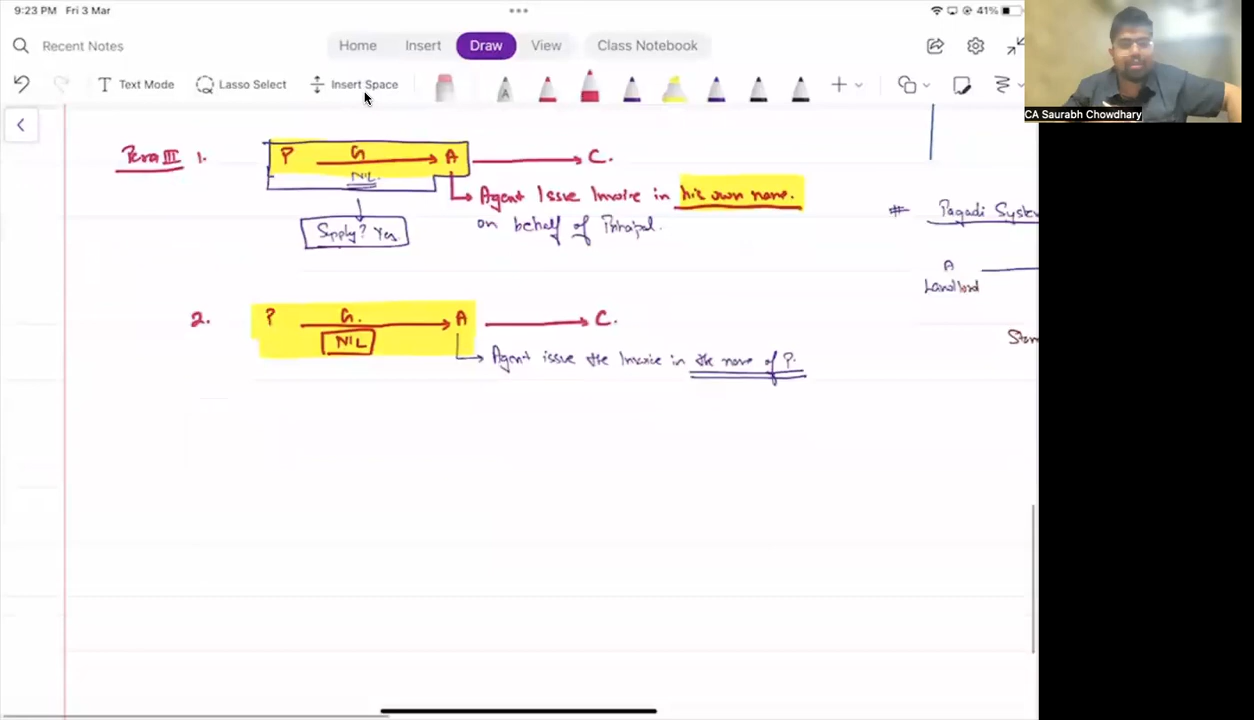 9:23 PM Fri 3 Mar
41%
Recent Notes
Home Insert Draw View Class Notebook
Text Mode Lasso Select Insert Space
CA Saurabh Chowdhary
Para III 1. P G A C.
NIL.
Agent Issue Invoice in his own name.
on behalf of Prinipal.
Supply? Yes
# Pagadi System
A
Landlord
2. P G. A C.
NIL
Agent issue the Invoice in the name of P.